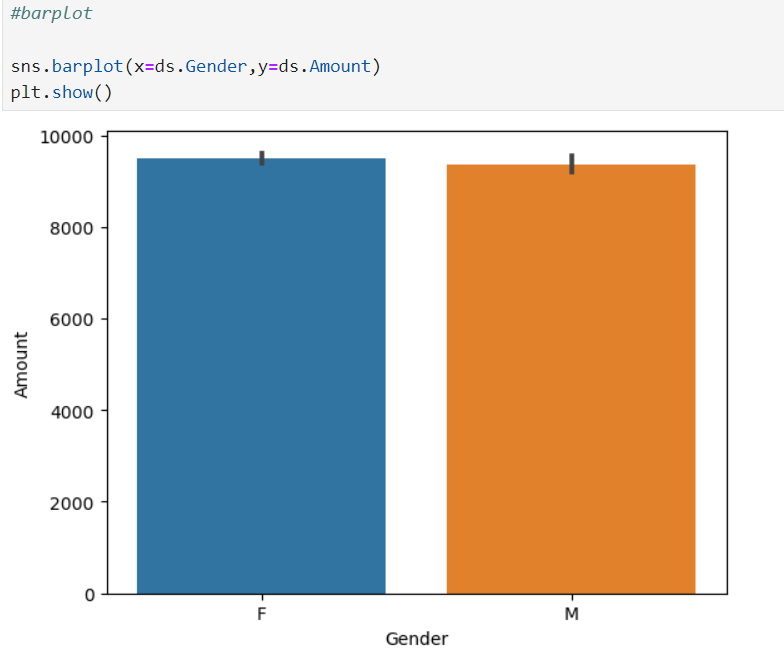 #barplot
sns.barplot(x=ds.Gender,y=ds.Amount)
plt.show()
10000
8000
6000
4000
2000
0
Amount
F
M
Gender